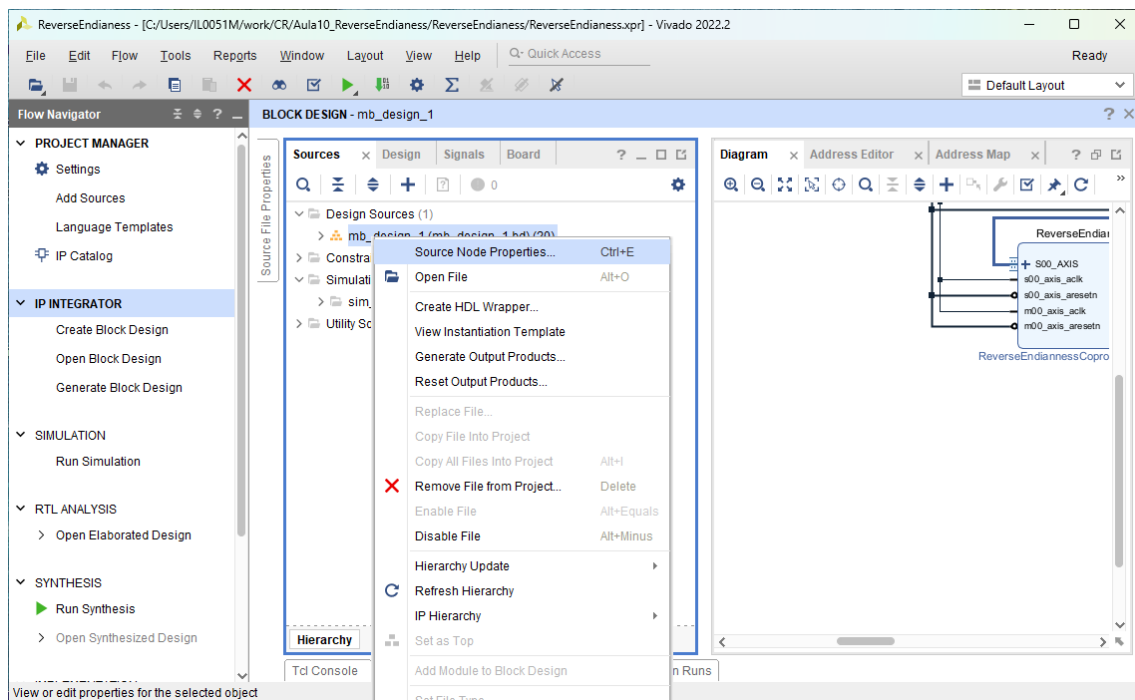 ReverseEndianess - [C:/Users/IL0051M/work/CR/Aula10_ReverseEndianess/ReverseEndianess/ReverseEndianess.xpr] - Vivado 2022.2
File Edit Flow Tools Reports Window Layout View Help Q- Quick Access Ready
Default Layout
Flow Navigator
BLOCK DESIGN - mb_design_1
PROJECT MANAGER
Settings
Add Sources
Language Templates
IP Catalog
IP INTEGRATOR
Create Block Design
Open Block Design
Generate Block Design
SIMULATION
Run Simulation
RTL ANALYSIS
Open Elaborated Design
SYNTHESIS
Run Synthesis
Open Synthesized Design
Source File Properties
Sources Design Signals Board
0
Design Sources (1)
mb_design_1 (mb_design_1.bd) (20)
Constra
Simulati
sim_
Utility So
Hierarchy
Source Node Properties... Ctrl+E
Open File Alt+O
Create HDL Wrapper...
View Instantiation Template
Generate Output Products...
Reset Output Products...
Replace File...
Copy File Into Project
Copy All Files Into Project Alt+I
Remove File from Project... Delete
Enable File Alt+Equals
Disable File Alt+Minus
Hierarchy Update
Refresh Hierarchy
IP Hierarchy
Set as Top
Add Module to Block Design
Diagram Address Editor Address Map
ReverseEndiar
S00_AXIS
s00_axis_aclk
s00_axis_aresetn
m00_axis_aclk
m00_axis_aresetn
ReverseEndiannessCopro
Tcl Console
n Runs
View or edit properties for the selected object